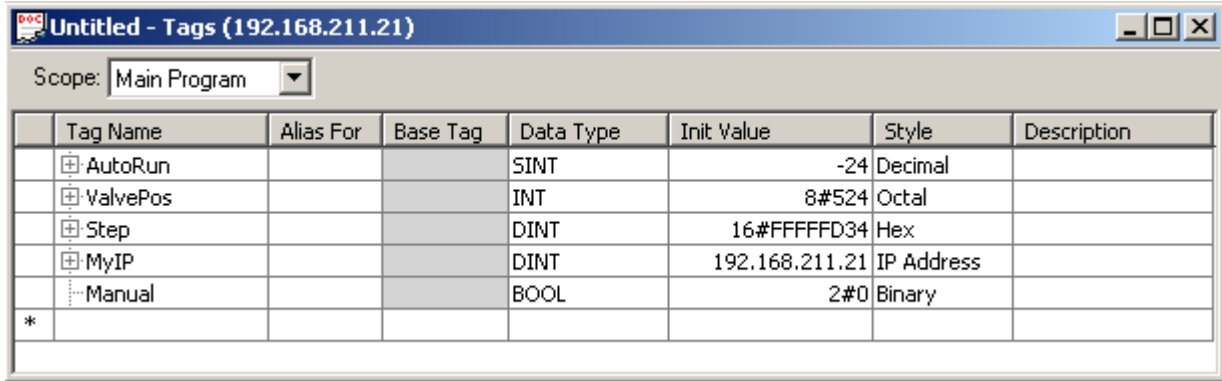 DOC Untitled - Tags (192.168.211.21)
Scope: Main Program
Tag Name Alias For Base Tag Data Type Init Value Style Description
AutoRun SINT -24 Decimal
ValvePos INT 8#524 Octal
Step DINT 16#FFFFFD34 Hex
MyIP DINT 192.168.211.21 IP Address
Manual BOOL 2#0 Binary
*